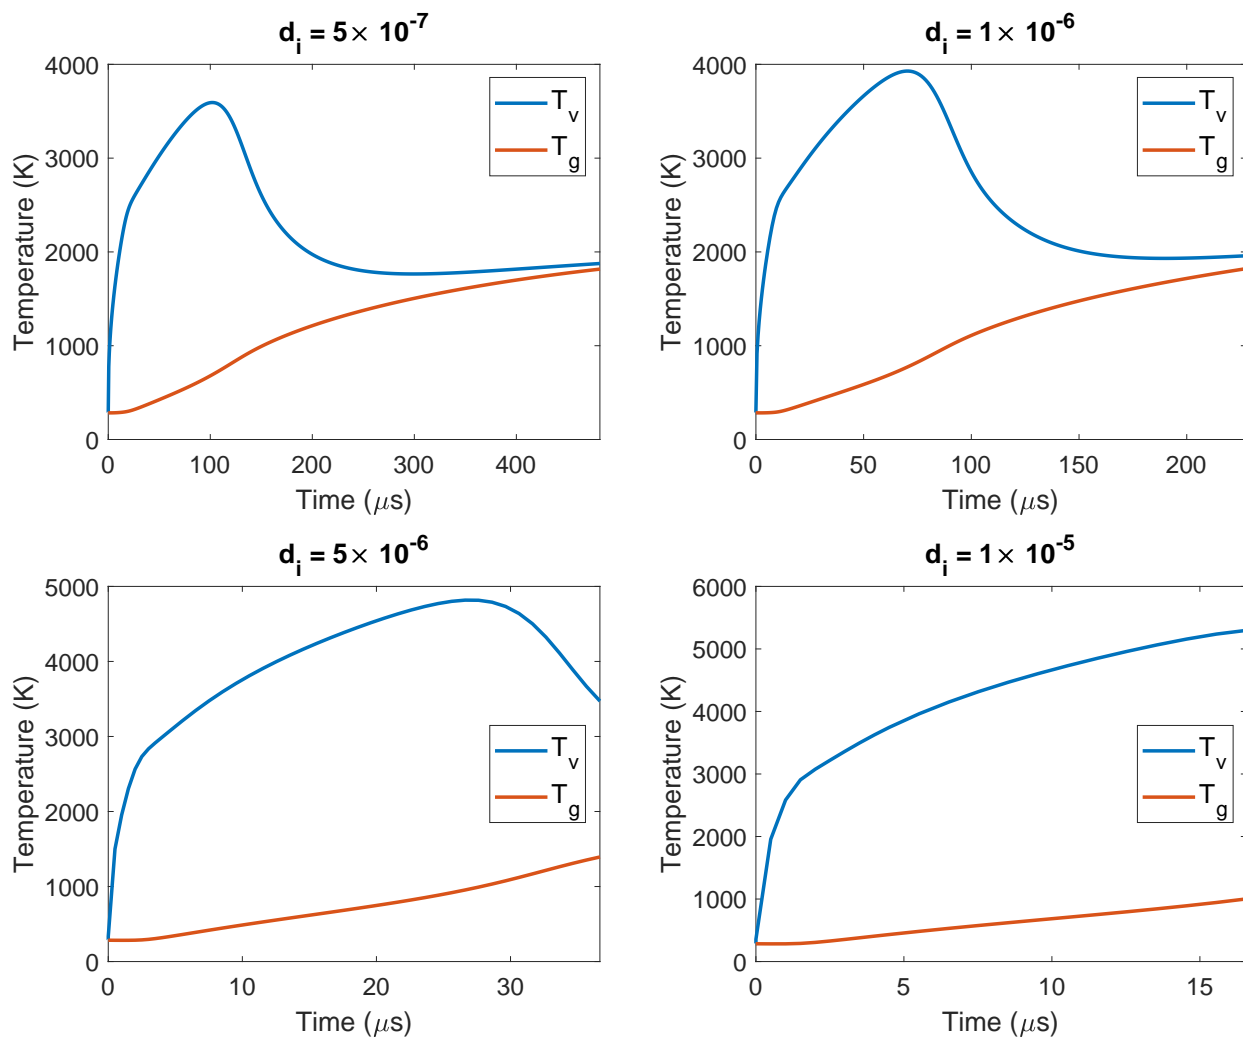 d_i = 5× 10^-7
4000
3000
2000
1000
0
0 100 200 300 400
Temperature (K)
Time (μs)
T_v
T_g
d_i = 1× 10^-6
4000
3000
2000
1000
0
0 50 100 150 200
Temperature (K)
Time (μs)
T_v
T_g
d_i = 5× 10^-6
5000
4000
3000
2000
1000
0
0 10 20 30
Temperature (K)
Time (μs)
T_v
T_g
d_i = 1× 10^-5
6000
5000
4000
3000
2000
1000
0
0 5 10 15
Temperature (K)
Time (μs)
T_v
T_g